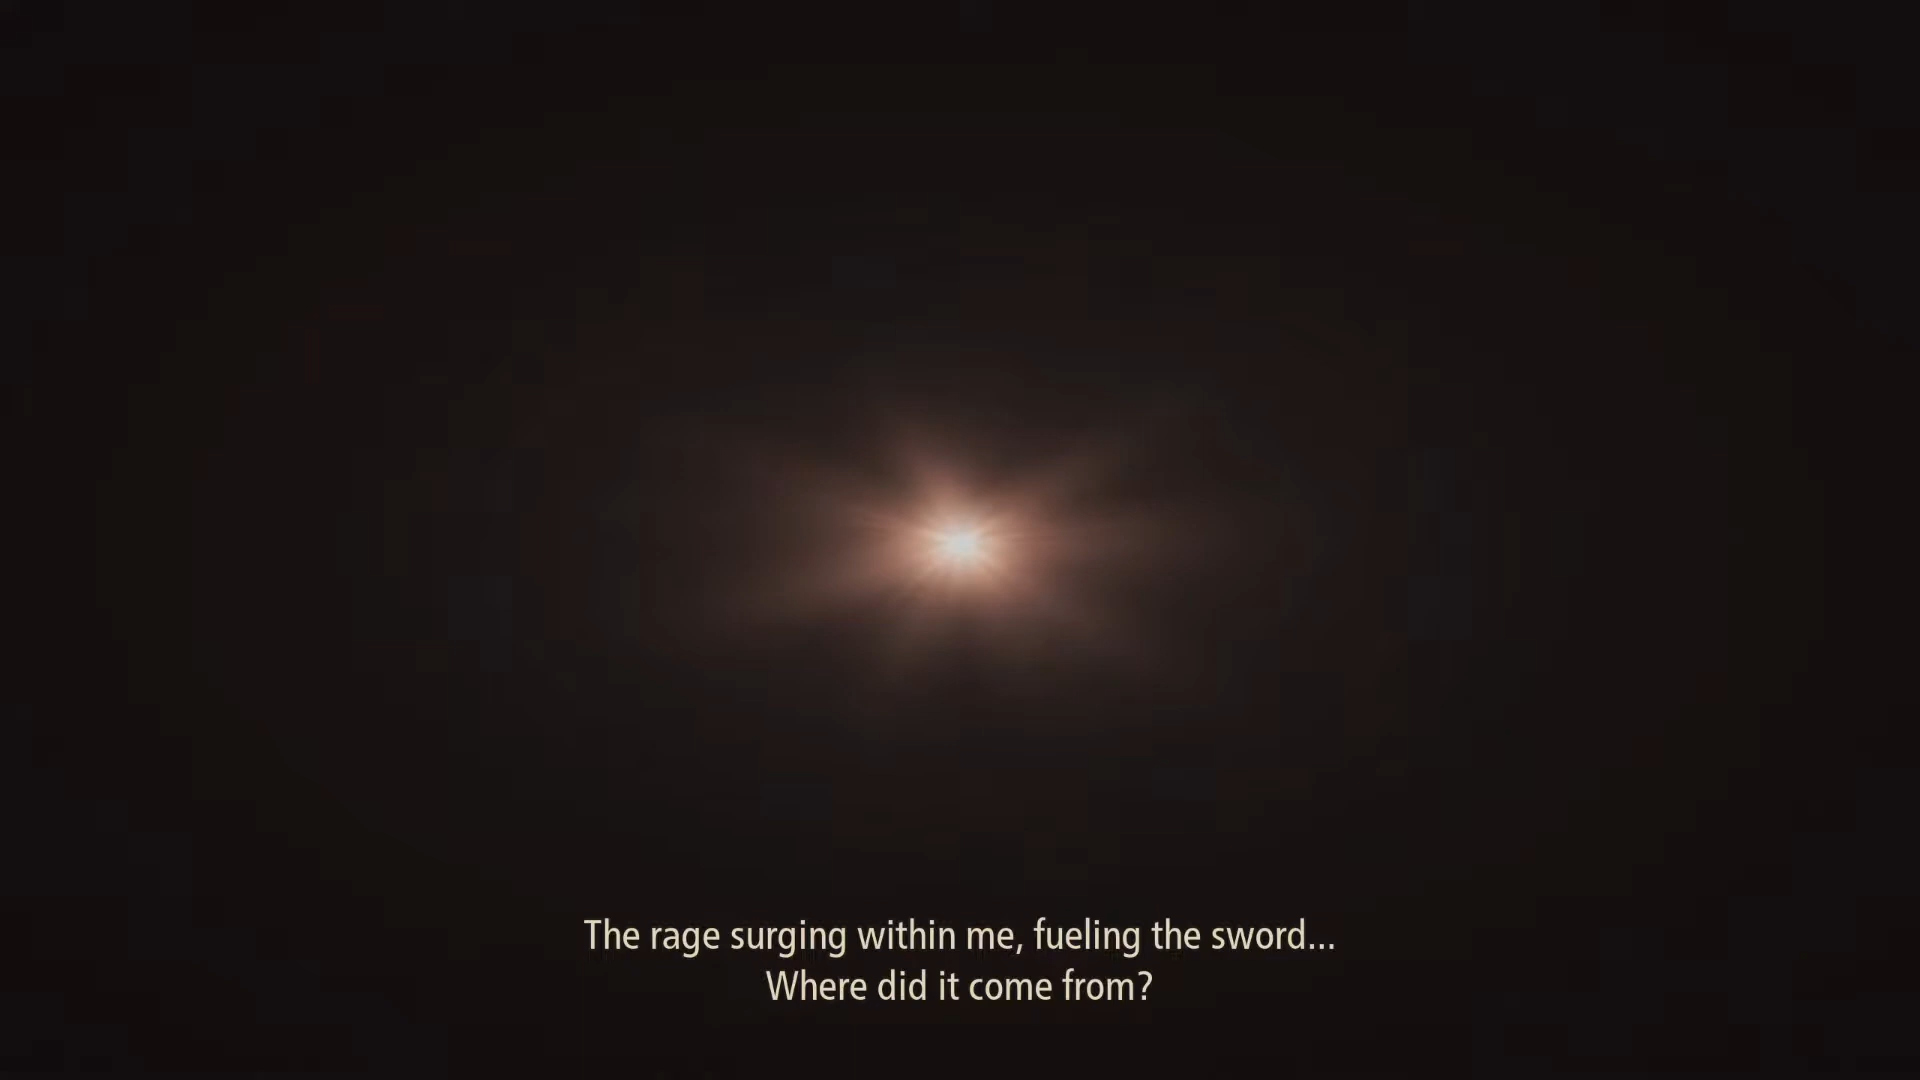 The rage surging within me, fueling the sword...
Where did it come from?